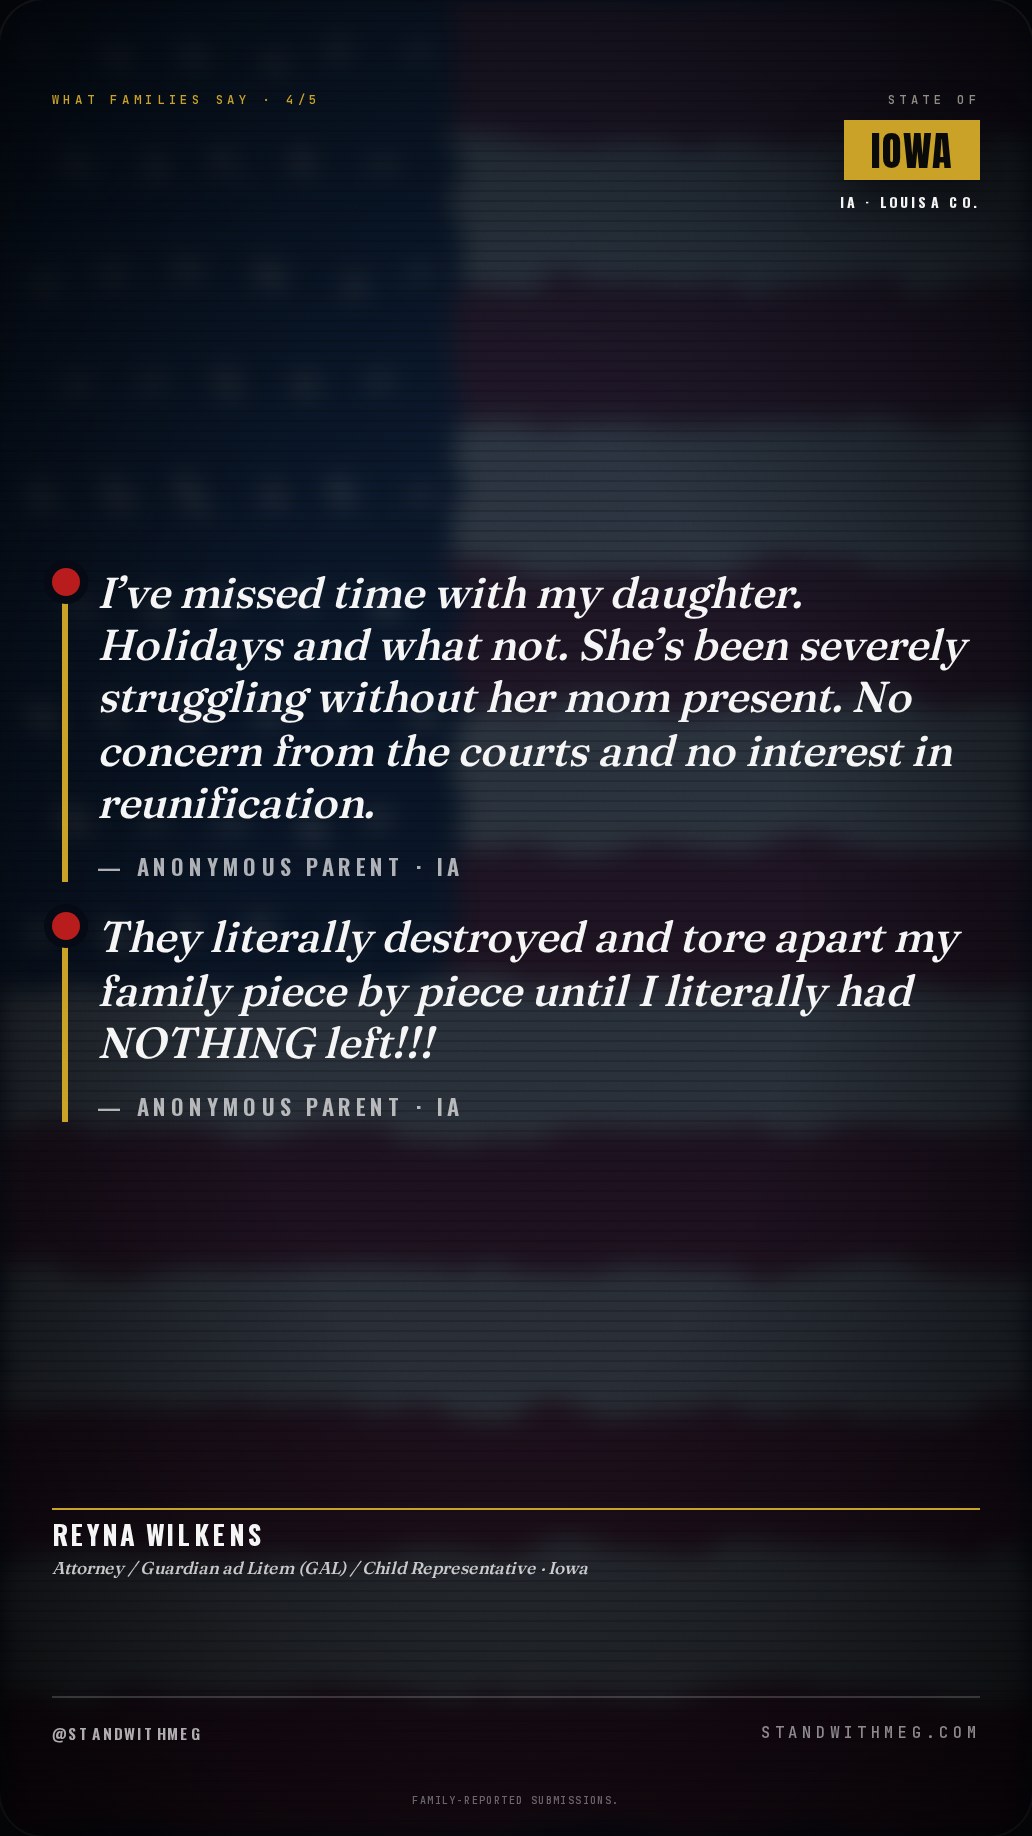 WHAT FAMILIES SAY · 4/5
STATE OF
IOWA
IA · LOUISA CO.
I’ve missed time with my daughter.
Holidays and what not. She’s been severely
struggling without her mom present. No
concern from the courts and no interest in
reunification.
— ANONYMOUS PARENT · IA
They literally destroyed and tore apart my
family piece by piece until I literally had
NOTHING left!!!
— ANONYMOUS PARENT · IA
REYNA WILKENS
Attorney / Guardian ad Litem (GAL) / Child Representative · Iowa
@STANDWITHMEG
STANDWITHMEG.COM
FAMILY-REPORTED SUBMISSIONS.